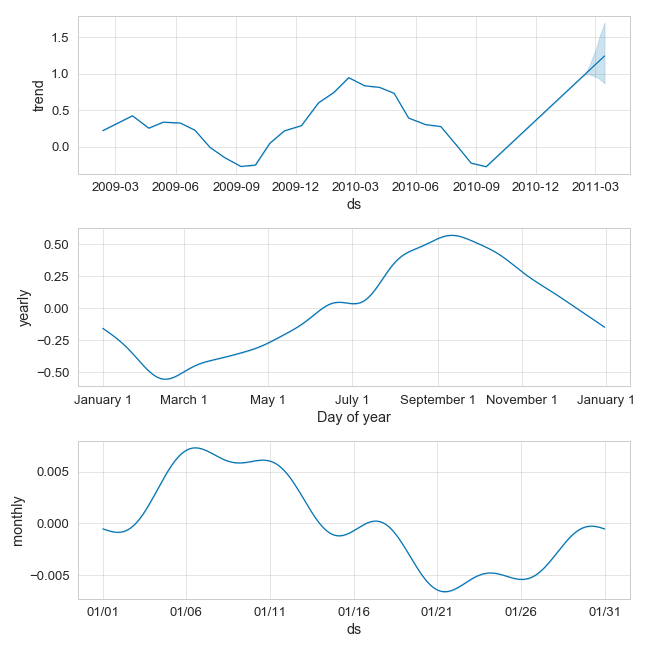 trend
1.5
1.0
0.5
0.0
2009-03 2009-06 2009-09 2009-12 2010-03 2010-06 2010-09 2010-12 2011-03
ds
yearly
0.50
0.25
0.00
−0.25
−0.50
January 1 March 1 May 1 July 1 September 1 November 1 January 1
Day of year
monthly
0.005
0.000
−0.005
01/01 01/06 01/11 01/16 01/21 01/26 01/31
ds